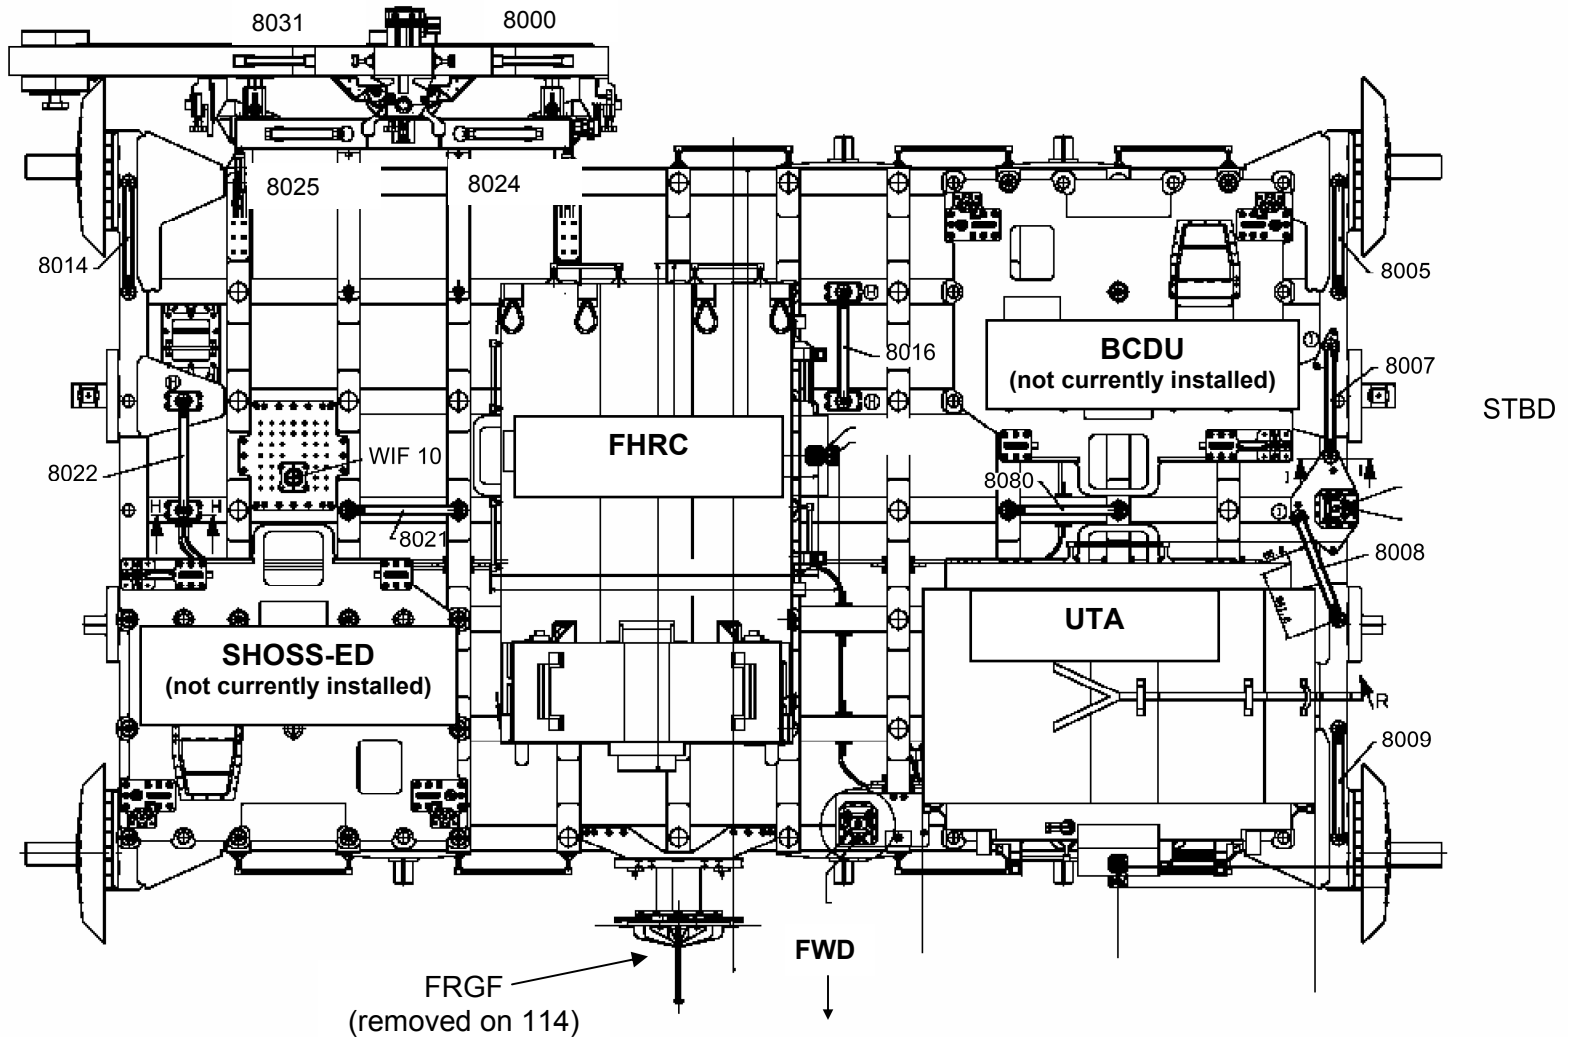 8031
8000
8025
8024
8014
8005
H
8016
BCDU
(not currently installed)
J
8007
H
H
STBD
FHRC
WIF 10
8022
8080
H H
8021
J
8008
UTA
SHOSS-ED
(not currently installed)
R
8009
FWD
FRGF
(removed on 114)